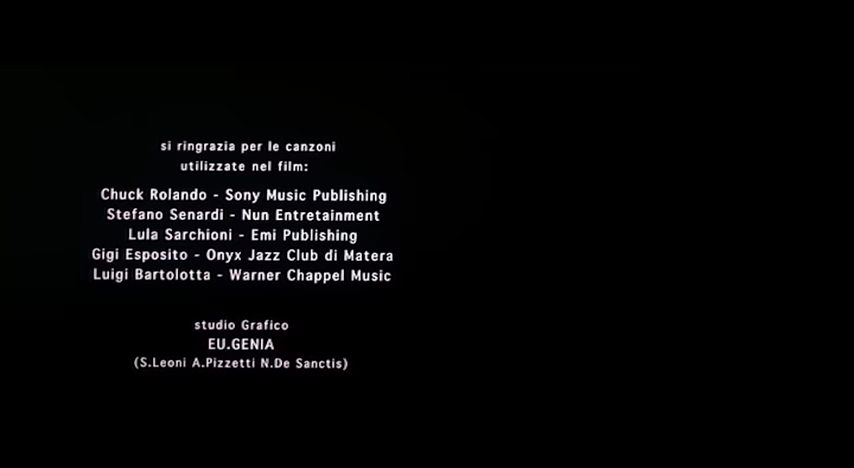 si ringrazia per le canzoni
utilizzate nel film:
Chuck Rolando - Sony Music Publishing
Stefano Senardi - Nun Entretainment
Lula Sarchioni - Emi Publishing
Gigi Esposito - Onyx Jazz Club di Matera
Luigi Bartolotta - Warner Chappel Music
studio Grafico
EU.GENIA
(S.Leoni A.Pizzetti N.De Sanctis)